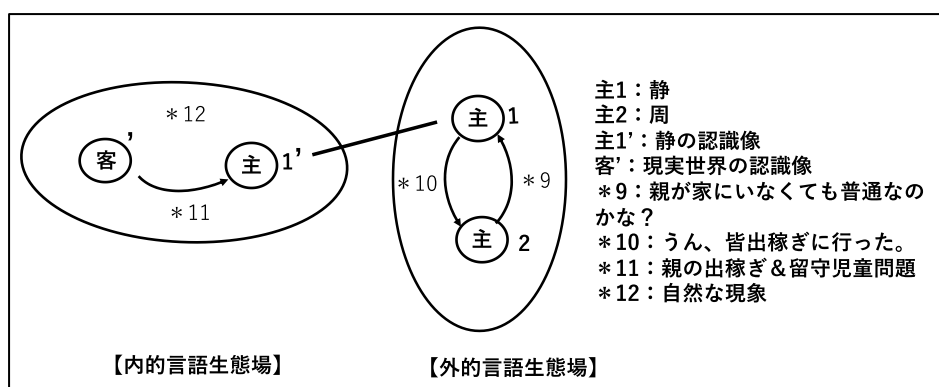 ＊12
客
’
主
1’
＊11
【内的言語生態場】
主
1
＊10
＊9
主
2
【外的言語生態場】
主1：静
主2：周
主1’：静の認識像
客’：現実世界の認識像
＊9：親が家にいなくても普通なの
かな？
＊10：うん、皆出稼ぎに行った。
＊11：親の出稼ぎ＆留守児童問題
＊12：自然な現象